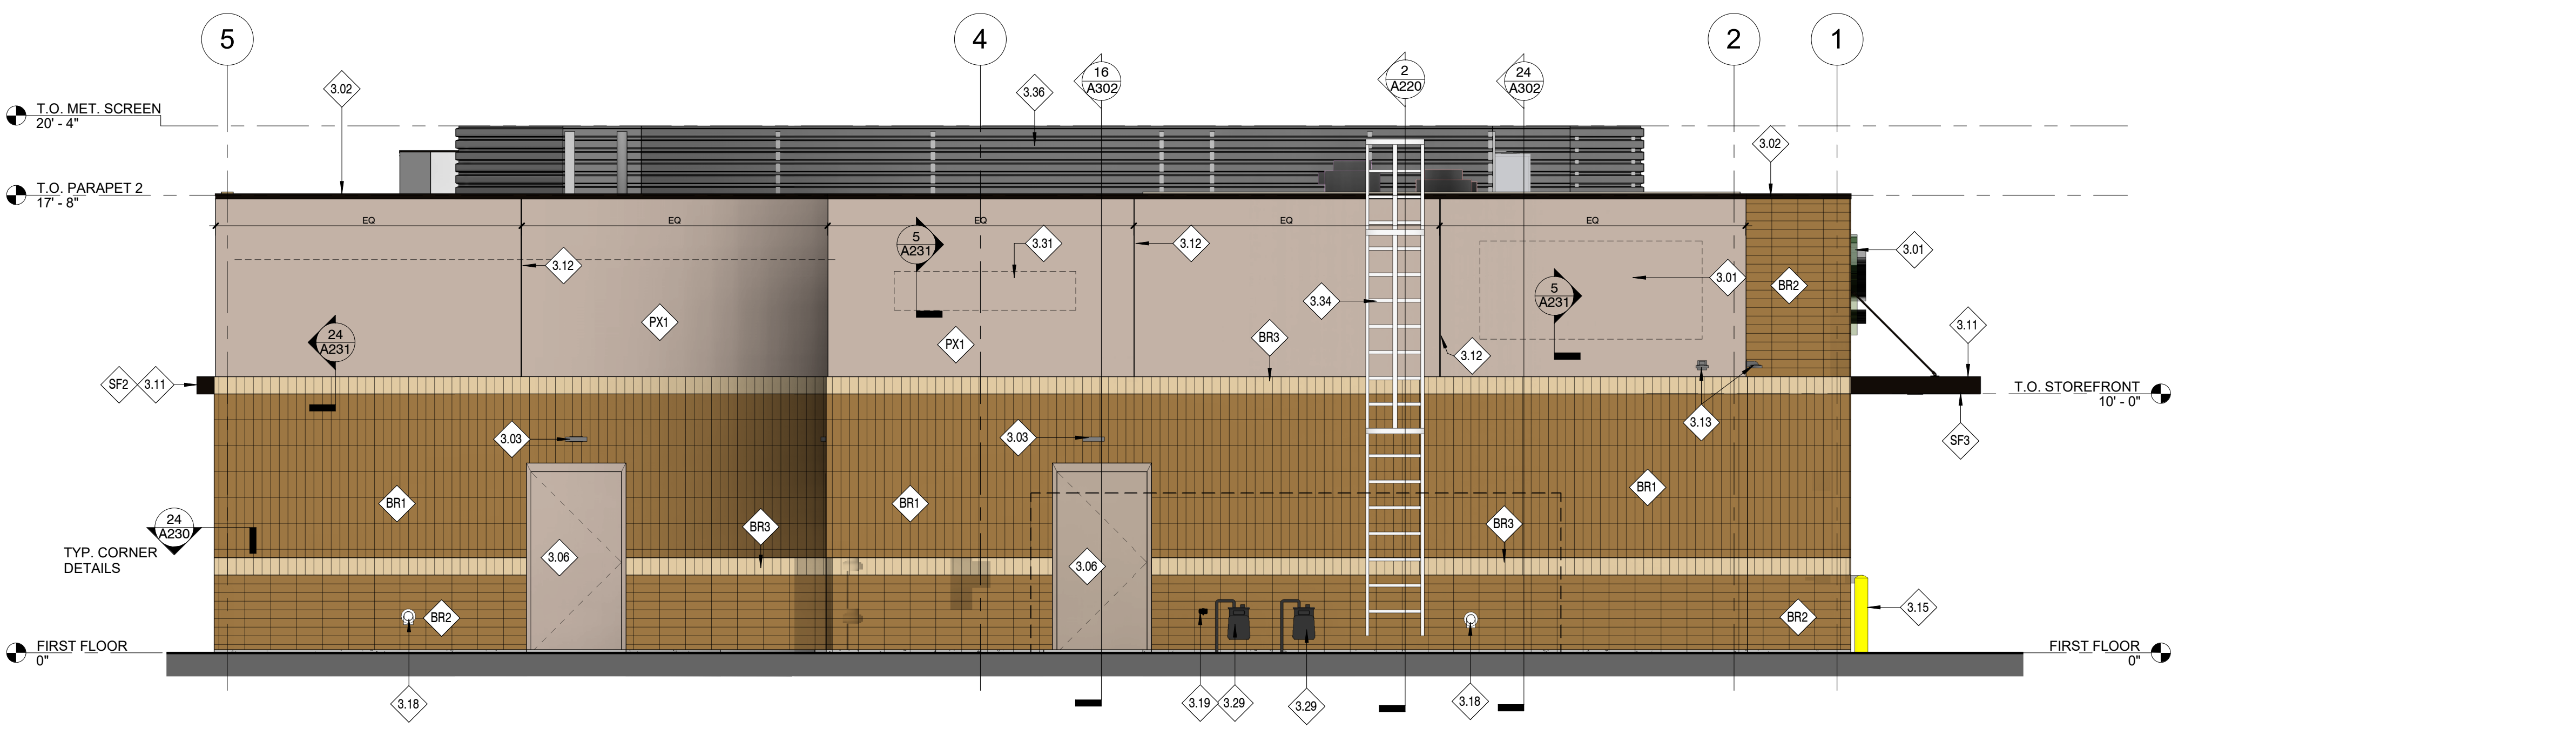 5
4
2
1
16
A302
2
A220
24
A302
3.02
3.36
T.O. MET. SCREEN
20' - 4"
3.02
T.O. PARAPET 2
17' - 8"
EQ
EQ
EQ
EQ
EQ
5
A231
3.31
3.12
3.12
3.01
3.01
BR2
5
A231
3.34
PX1
PX1
24
A231
BR3
3.12
3.11
SF2
3.11
T.O. STOREFRONT
10' - 0"
3.13
3.03
3.03
SF3
BR1
BR1
BR1
24
A230
BR3
BR3
TYP. CORNER
DETAILS
3.06
3.06
3.15
BR2
BR2
FIRST FLOOR
0"
FIRST FLOOR
0"
3.18
3.19
3.29
3.29
3.18